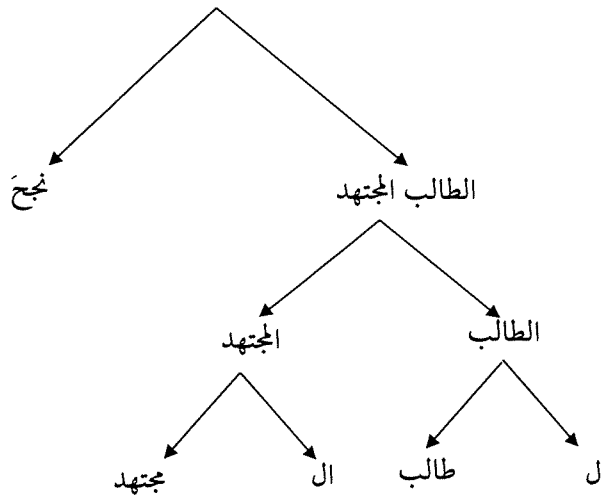 الطالب المجتهد نجحَ
الطالب المجتهد
ل طالب ال مجتهد